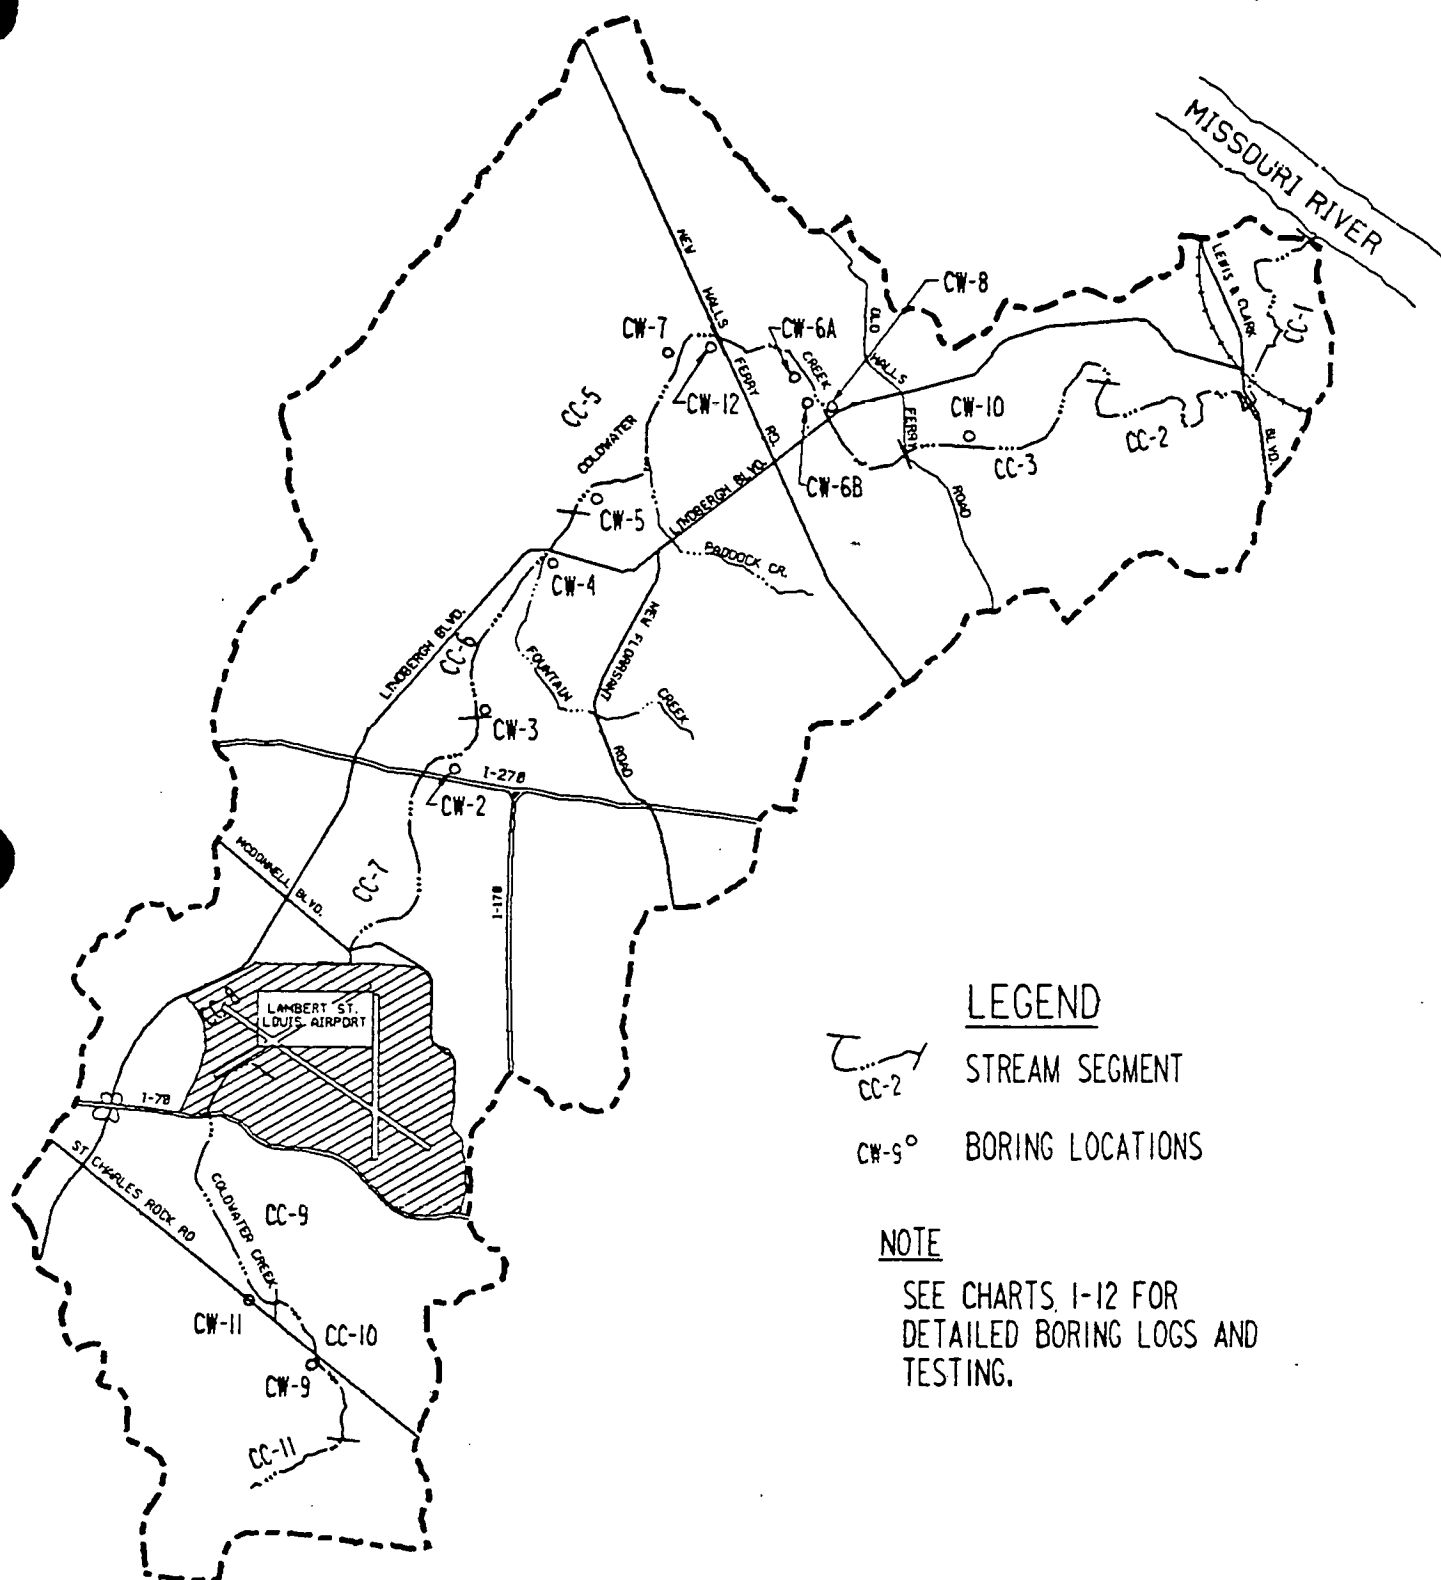 MISSOURI RIVER
LEWIS & CLARK
BLVD.
CC-1
NEW
HALLS
FERRY
RD.
OLD
HALLS
FERRY
ROAD
CW-8
CW-7
CW-6A
CREEK
CW-12
CC-5
COLDWATER
CW-10
CC-2
CC-3
CW-6B
CW-5
LINDBERGH BLVD.
PADDOCK CR.
CW-4
LINDBERGH BLVD.
CC-6
FOUNTAIN
CREEK
NEW FLORRSANT
ROAD
CW-3
I-270
CW-2
MCDONNELL BLVD.
CC-7
I-170
LAMBERT ST.
LOUIS AIRPORT
I-70
ST CHARLES ROCK RD
COLDWATER CREEK
CC-9
CW-11
CC-10
CW-9
CC-11
LEGEND
CC-2
STREAM SEGMENT
CW-9
BORING LOCATIONS
NOTE
SEE CHARTS 1-12 FOR
DETAILED BORING LOGS AND
TESTING.